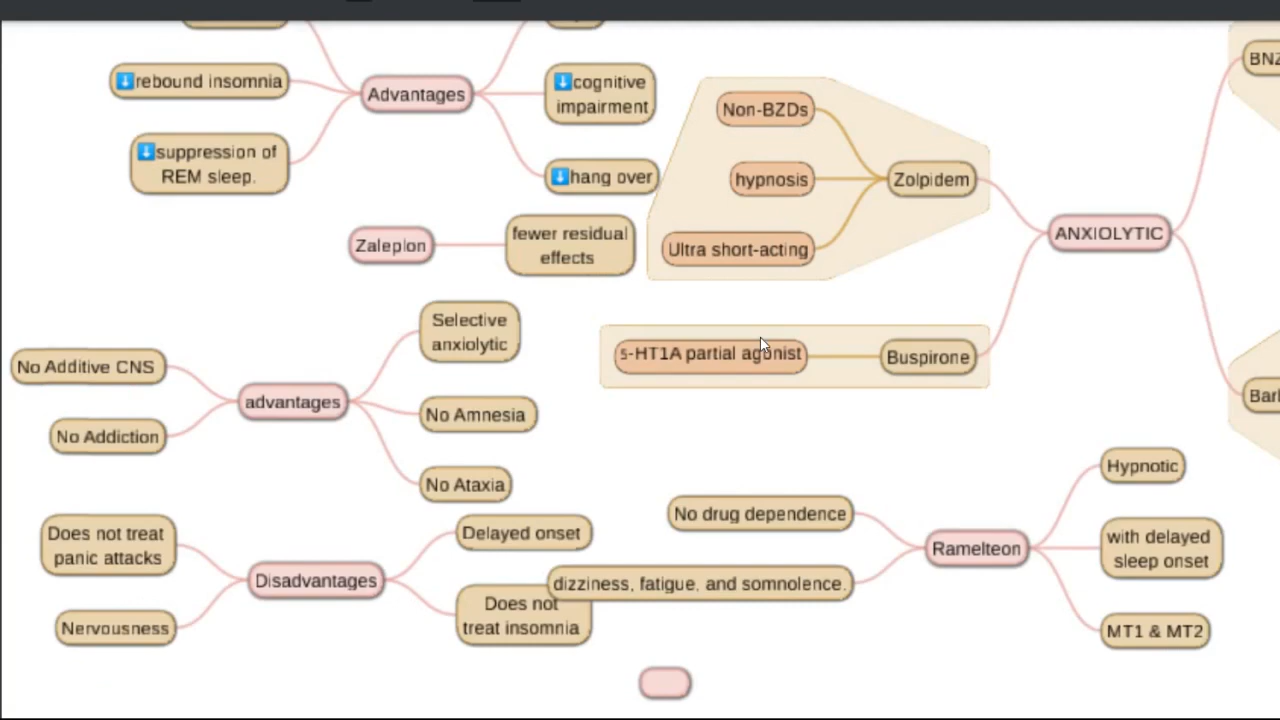 ⬇️rebound insomnia
⬇️suppression of
REM sleep.
Advantages
⬇️cognitive
impairment
⬇️hang over
Zaleplon
fewer residual
effects
Non-BZDs
hypnosis
Ultra short-acting
Zolpidem
ANXIOLYTIC
BNZ
5-HT1A partial agonist
Buspirone
Barb
No Additive CNS
No Addiction
advantages
Selective
anxiolytic
No Amnesia
No Ataxia
Does not treat
panic attacks
Nervousness
Disadvantages
Delayed onset
Does not
treat insomnia
No drug dependence
dizziness, fatigue, and somnolence.
Ramelteon
Hypnotic
with delayed
sleep onset
MT1 & MT2